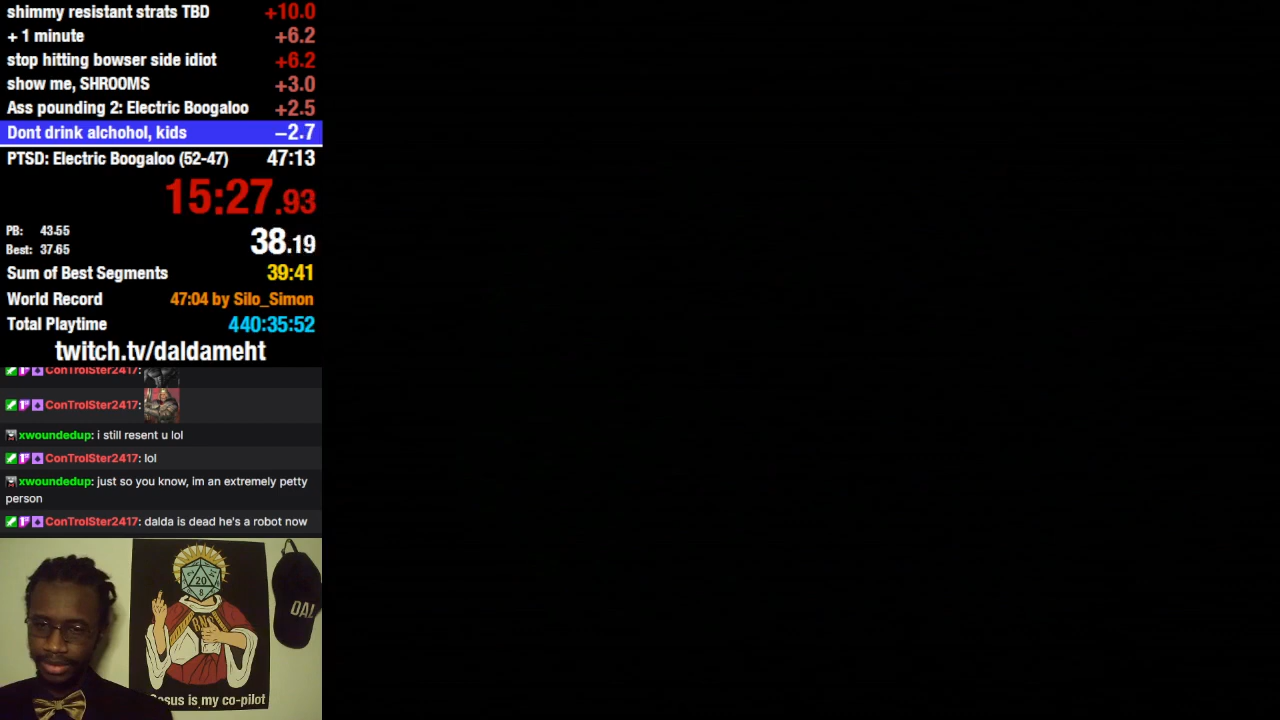 shimmy resistant strats TBD +10.0
+ 1 minute +6.2
stop hitting bowser side idiot +6.2
show me, SHROOMS +3.0
Ass pounding 2: Electric Boogaloo +2.5
Dont drink alchohol, kids −2.7
PTSD: Electric Boogaloo (52-47) 47:13
15:27.93
PB: 43.55
Best: 37.65
38.19
Sum of Best Segments 39:41
World Record 47:04 by Silo_Simon
Total Playtime 440:35:52
twitch.tv/daldameht
ConTrolSter2417:
ConTrolSter2417:
xwoundedup: i still resent u lol
ConTrolSter2417: lol
xwoundedup: just so you know, im an extremely petty
person
ConTrolSter2417: dalda is dead he's a robot now
20
8
DAL
esus is my co-pilot